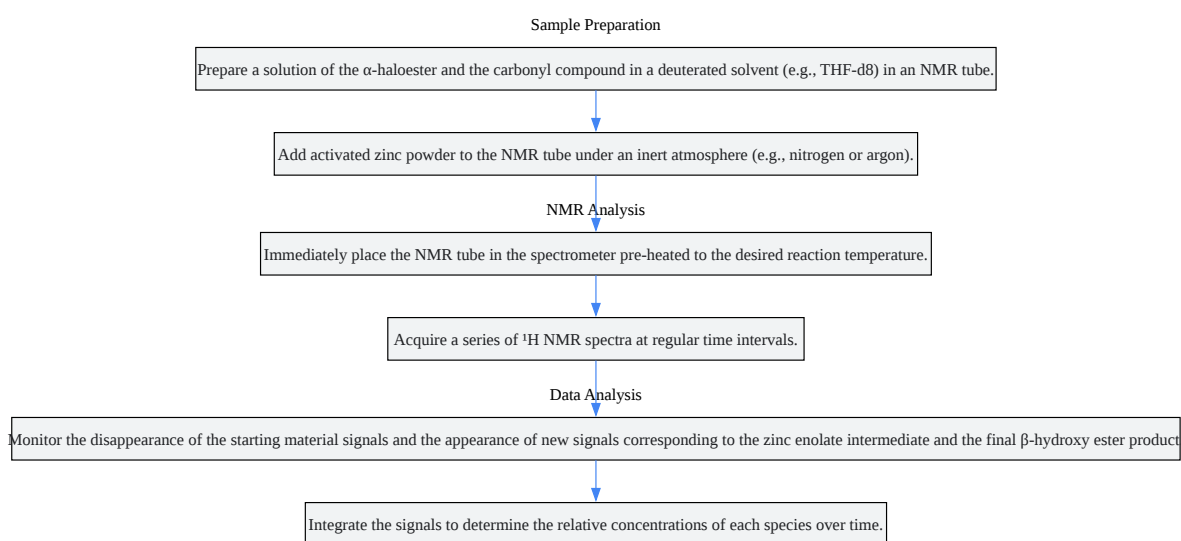 Sample Preparation
Prepare a solution of the α-haloester and the carbonyl compound in a deuterated solvent (e.g., THF-d8) in an NMR tube.
Add activated zinc powder to the NMR tube under an inert atmosphere (e.g., nitrogen or argon).
NMR Analysis
Immediately place the NMR tube in the spectrometer pre-heated to the desired reaction temperature.
Acquire a series of ¹H NMR spectra at regular time intervals.
Data Analysis
Monitor the disappearance of the starting material signals and the appearance of new signals corresponding to the zinc enolate intermediate and the final β-hydroxy ester product
Integrate the signals to determine the relative concentrations of each species over time.